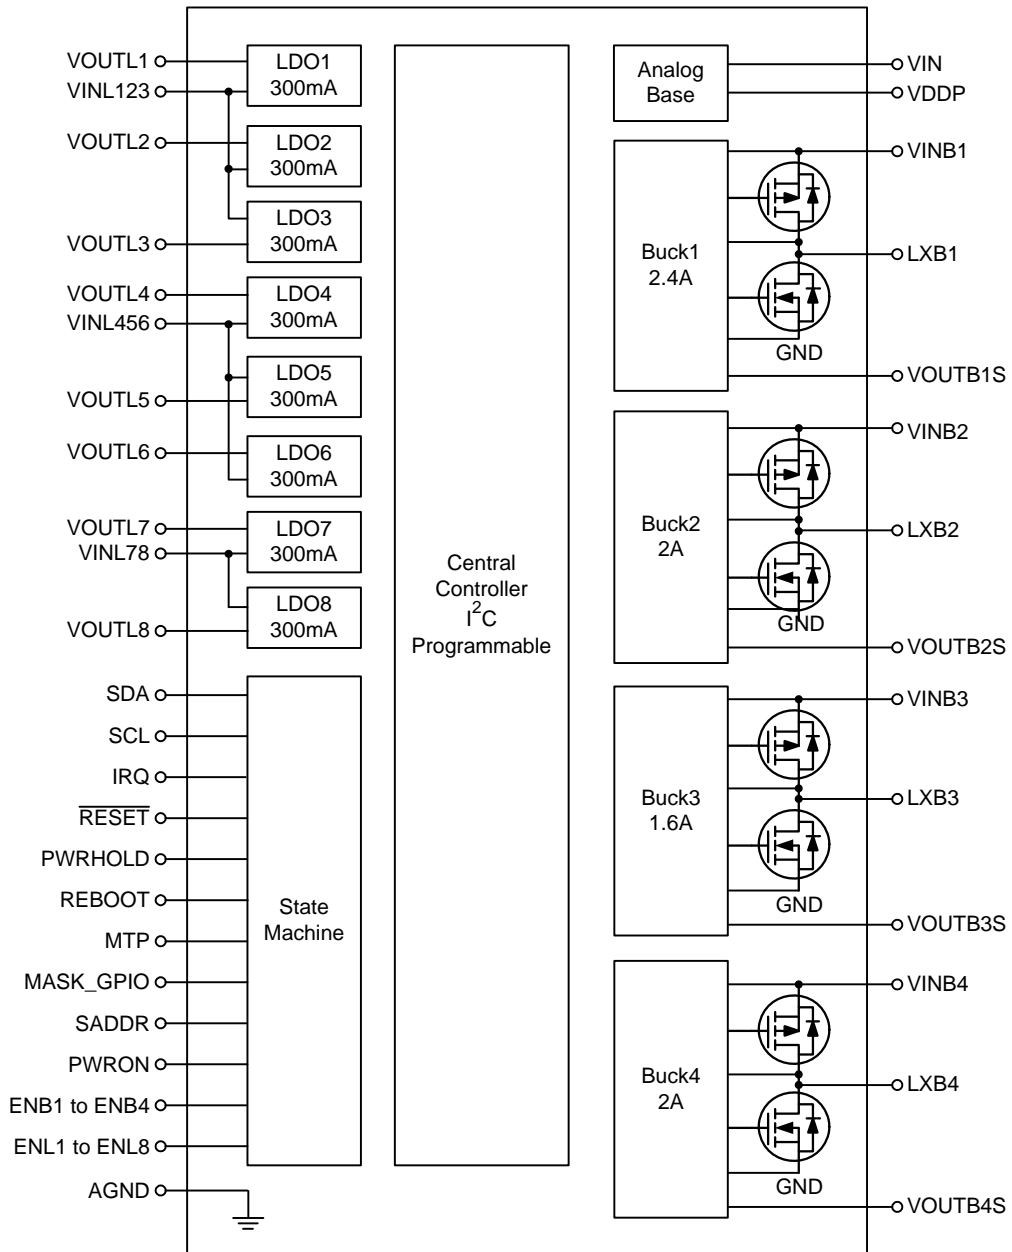 VOUTL1
VINL123
VOUTL2
VOUTL3
VOUTL4
VINL456
VOUTL5
VOUTL6
VOUTL7
VINL78
VOUTL8
SDA
SCL
IRQ
RESET
PWRHOLD
REBOOT
MTP
MASK_GPIO
SADDR
PWRON
ENB1 to ENB4
ENL1 to ENL8
AGND
LDO1
300mA
LDO2
300mA
LDO3
300mA
LDO4
300mA
LDO5
300mA
LDO6
300mA
LDO7
300mA
LDO8
300mA
State
Machine
Central
Controller
I2C
Programmable
Analog
Base
Buck1
2.4A
GND
Buck2
2A
GND
Buck3
1.6A
GND
Buck4
2A
GND
VIN
VDDP
VINB1
LXB1
VOUTB1S
VINB2
LXB2
VOUTB2S
VINB3
LXB3
VOUTB3S
VINB4
LXB4
VOUTB4S